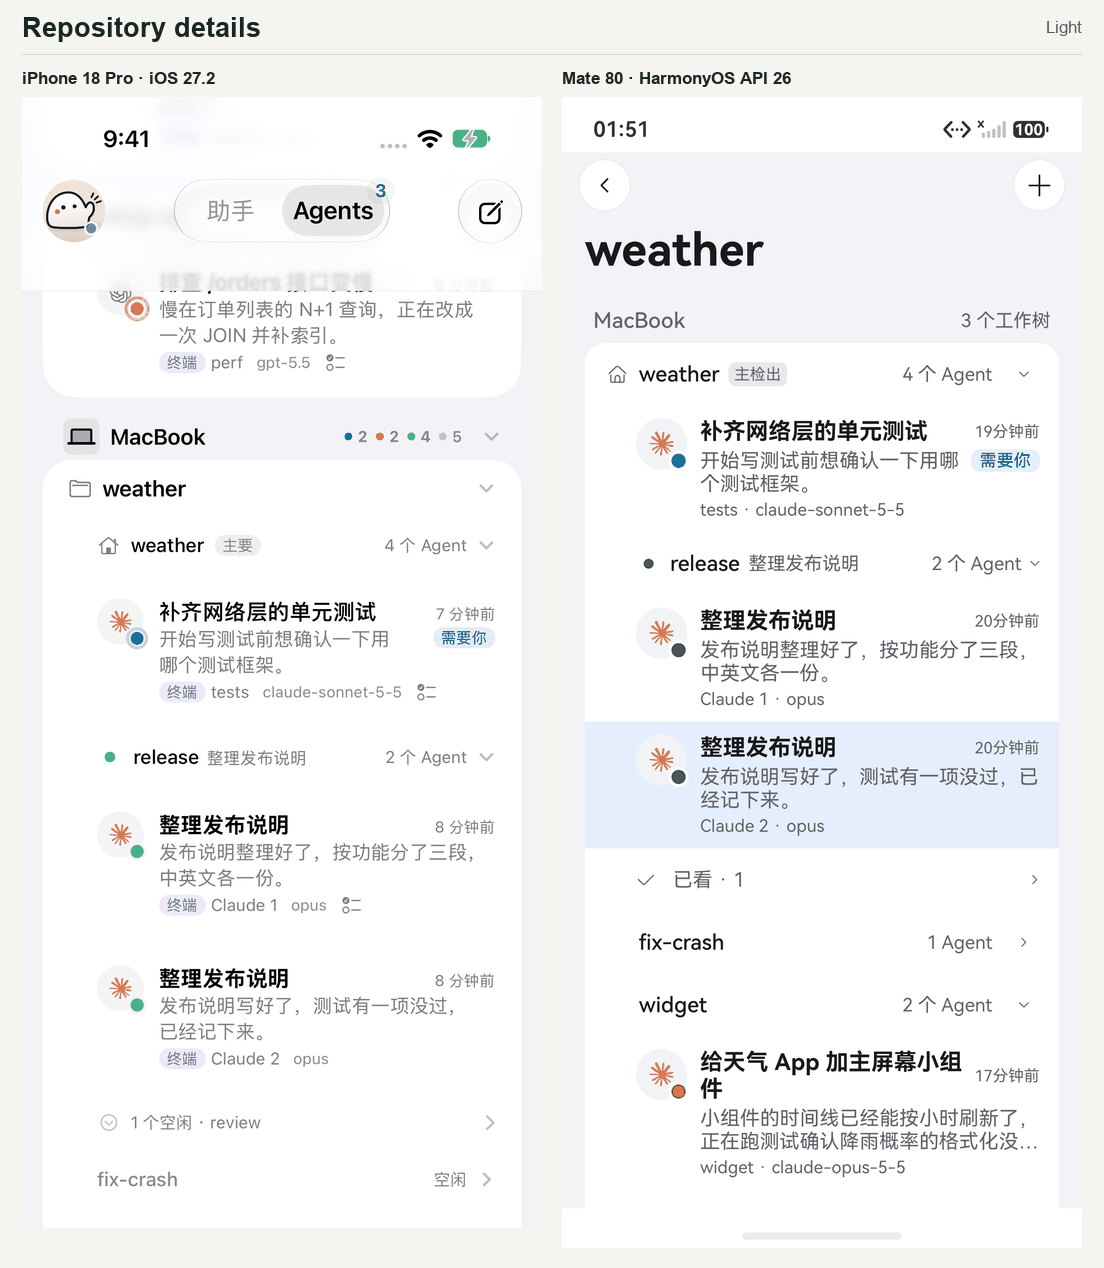 Repository details
Light
iPhone 18 Pro · iOS 27.2
9:41
助手
Agents
3
排查 /orders 接口变慢
6 分钟前
慢在订单列表的 N+1 查询，正在改成
一次 JOIN 并补索引。
终端 perf gpt-5.5
MacBook
2 2 4 5
weather
weather 主要
4 个 Agent
补齐网络层的单元测试
7 分钟前
开始写测试前想确认一下用
需要你
哪个测试框架。
终端 tests claude-sonnet-5-5
release 整理发布说明
2 个 Agent
整理发布说明
8 分钟前
发布说明整理好了，按功能分了三段，
中英文各一份。
终端 Claude 1 opus
整理发布说明
8 分钟前
发布说明写好了，测试有一项没过，
已经记下来。
终端 Claude 2 opus
1 个空闲 · review
fix-crash
空闲
Mate 80 · HarmonyOS API 26
01:51
100
weather
MacBook
3 个工作树
weather 主检出
4 个 Agent
补齐网络层的单元测试
19分钟前
开始写测试前想确认一下用哪
需要你
个测试框架。
tests · claude-sonnet-5-5
release 整理发布说明
2 个 Agent
整理发布说明
20分钟前
发布说明整理好了，按功能分了三段，
中英文各一份。
Claude 1 · opus
整理发布说明
20分钟前
发布说明写好了，测试有一项没过，已
经记下来。
Claude 2 · opus
已看 · 1
fix-crash
1 Agent
widget
2 个 Agent
给天气 App 加主屏幕小组
件
17分钟前
小组件的时间线已经能按小时刷新了，
正在跑测试确认降雨概率的格式化没…
widget · claude-opus-5-5